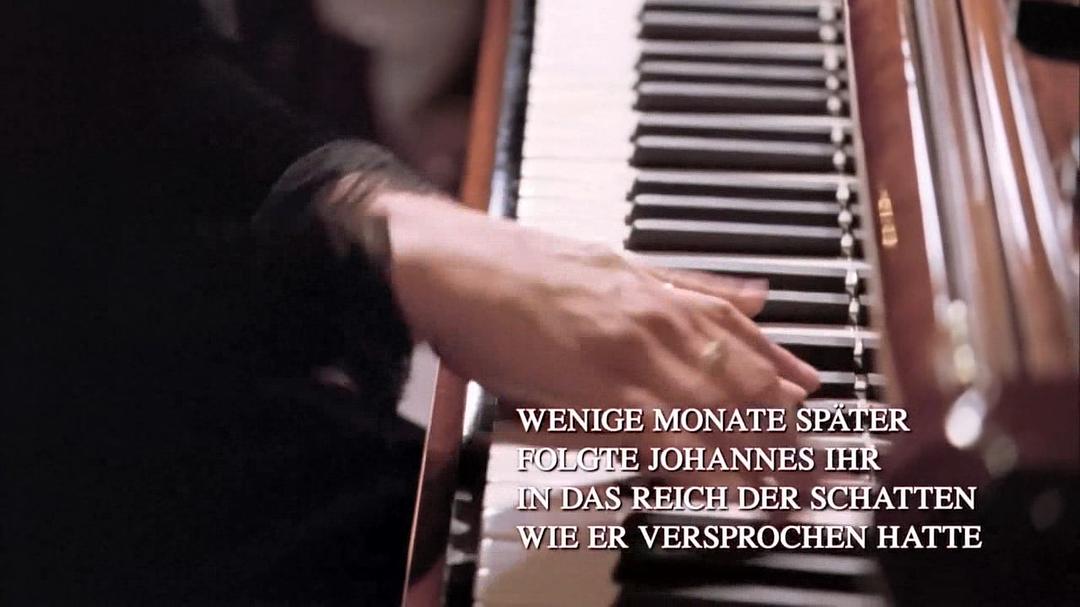 WENIGE MONATE SPÄTER
FOLGTE JOHANNES IHR
IN DAS REICH DER SCHATTEN
WIE ER VERSPROCHEN HATTE